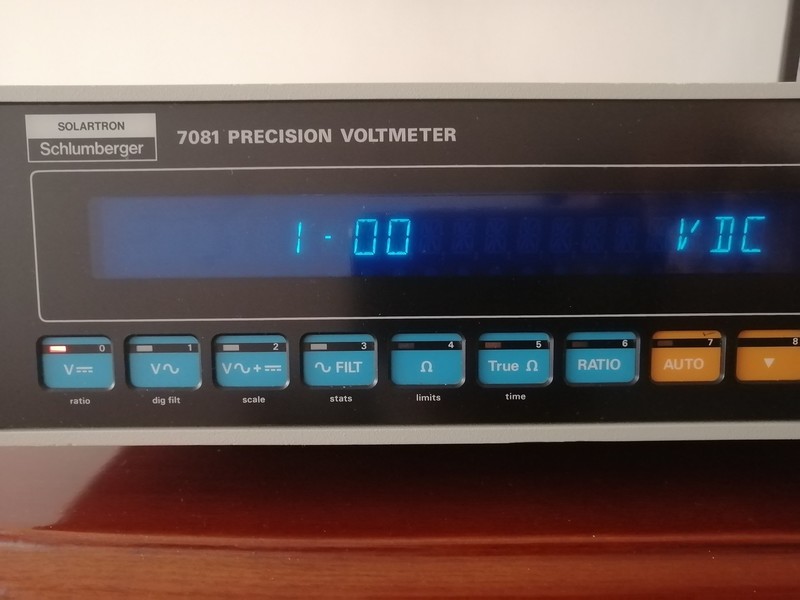 SOLARTRON
Schlumberger
7081 PRECISION VOLTMETER
1·00 VDC
0 1 2 3 4 5 6 7 8
V⎓ V∿ V∿+⎓ ∿ FILT Ω True Ω RATIO AUTO ▼
ratio dig filt scale stats limits time